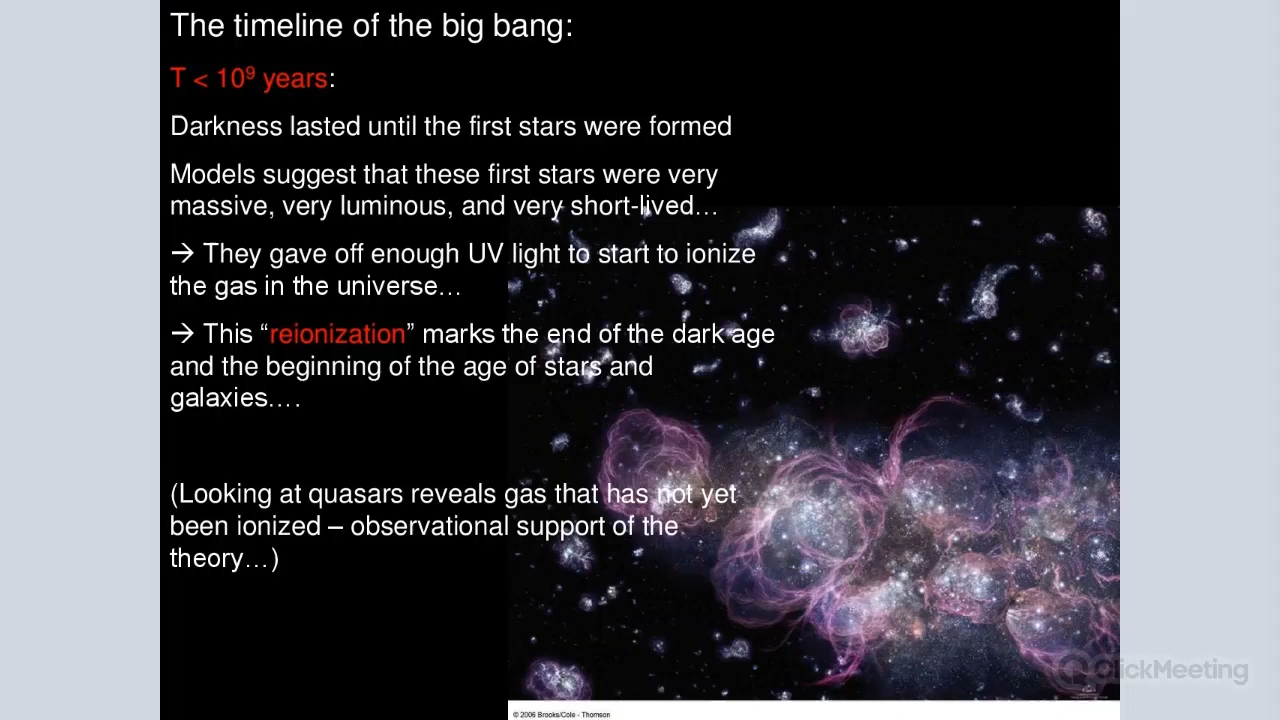 The timeline of the big bang:
T < 10⁹ years:
Darkness lasted until the first stars were formed
Models suggest that these first stars were very
massive, very luminous, and very short-lived…
→ They gave off enough UV light to start to ionize
the gas in the universe…
→ This “reionization” marks the end of the dark age
and the beginning of the age of stars and
galaxies….
(Looking at quasars reveals gas that has not yet
been ionized – observational support of the
theory…)
ClickMeeting
© 2006 Brooks/Cole - Thomson